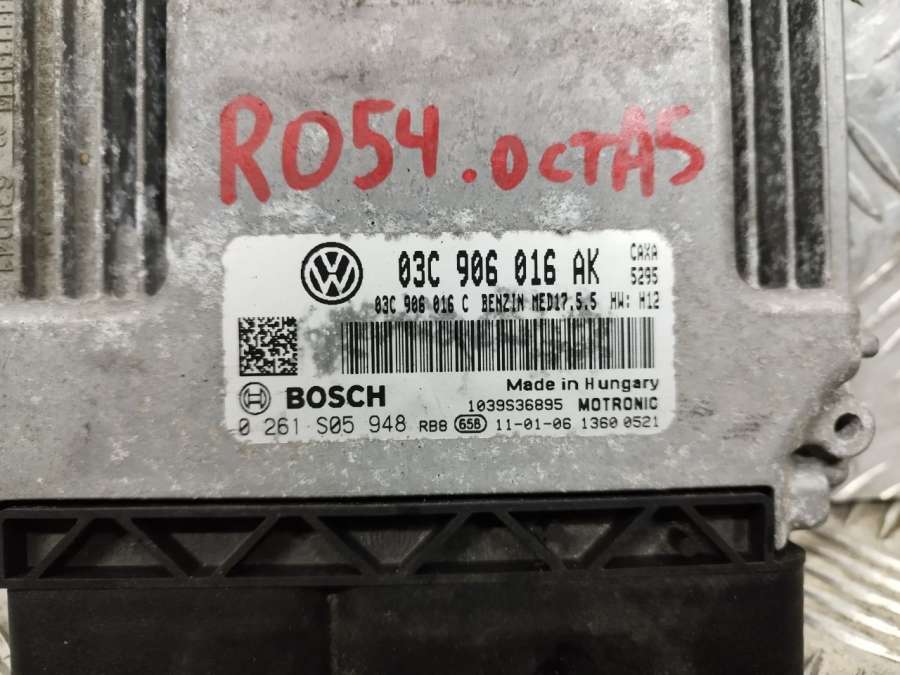 RO54.OCTA5
03C 906 016 AK CAXA 5295
03C 906 016 C BENZIN MED17.5.5 HW: H12
BOSCH Made in Hungary
1039S36895 MOTRONIC
0 261 S05 948 RB8 658 11-01-06 1360 0521